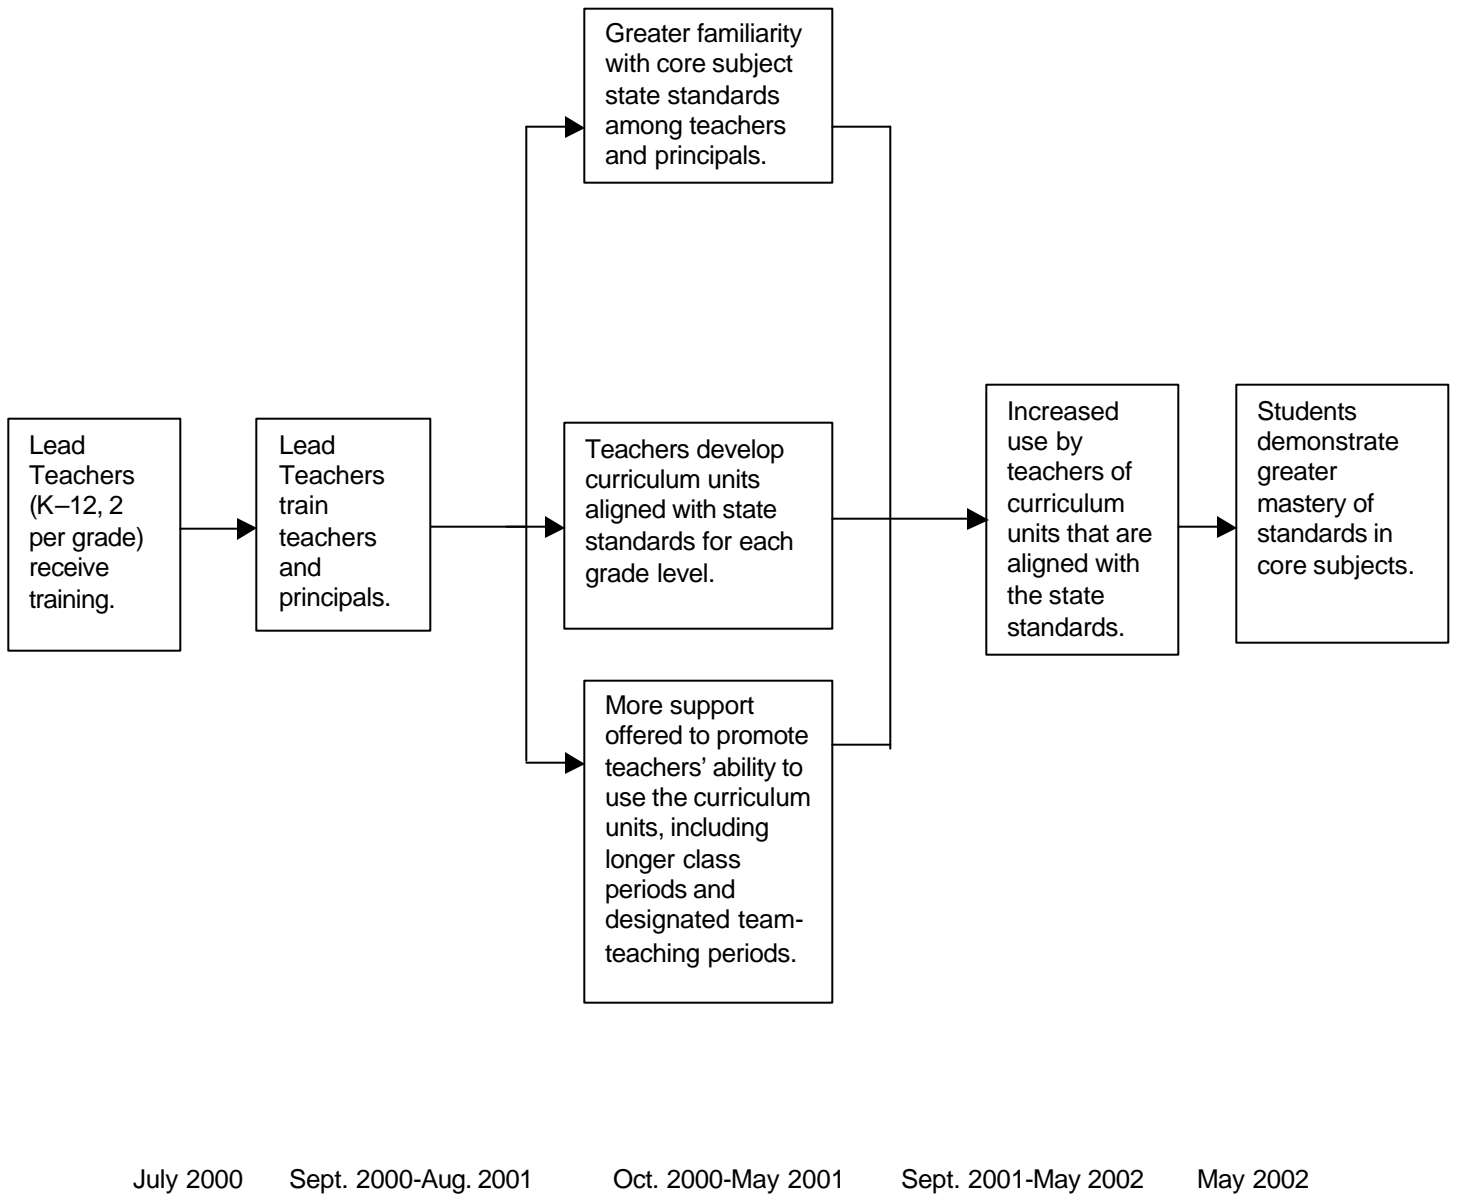 Greater familiarity
with core subject
state standards
among teachers
and principals.
Lead
Teachers
(K–12, 2
per grade)
receive
training.
Lead
Teachers
train
teachers
and
principals.
Teachers develop
curriculum units
aligned with state
standards for each
grade level.
More support
offered to promote
teachers’ ability to
use the curriculum
units, including
longer class
periods and
designated team-
teaching periods.
Increased
use by
teachers of
curriculum
units that are
aligned with
the state
standards.
Students
demonstrate
greater
mastery of
standards in
core subjects.
July 2000 Sept. 2000-Aug. 2001 Oct. 2000-May 2001 Sept. 2001-May 2002 May 2002